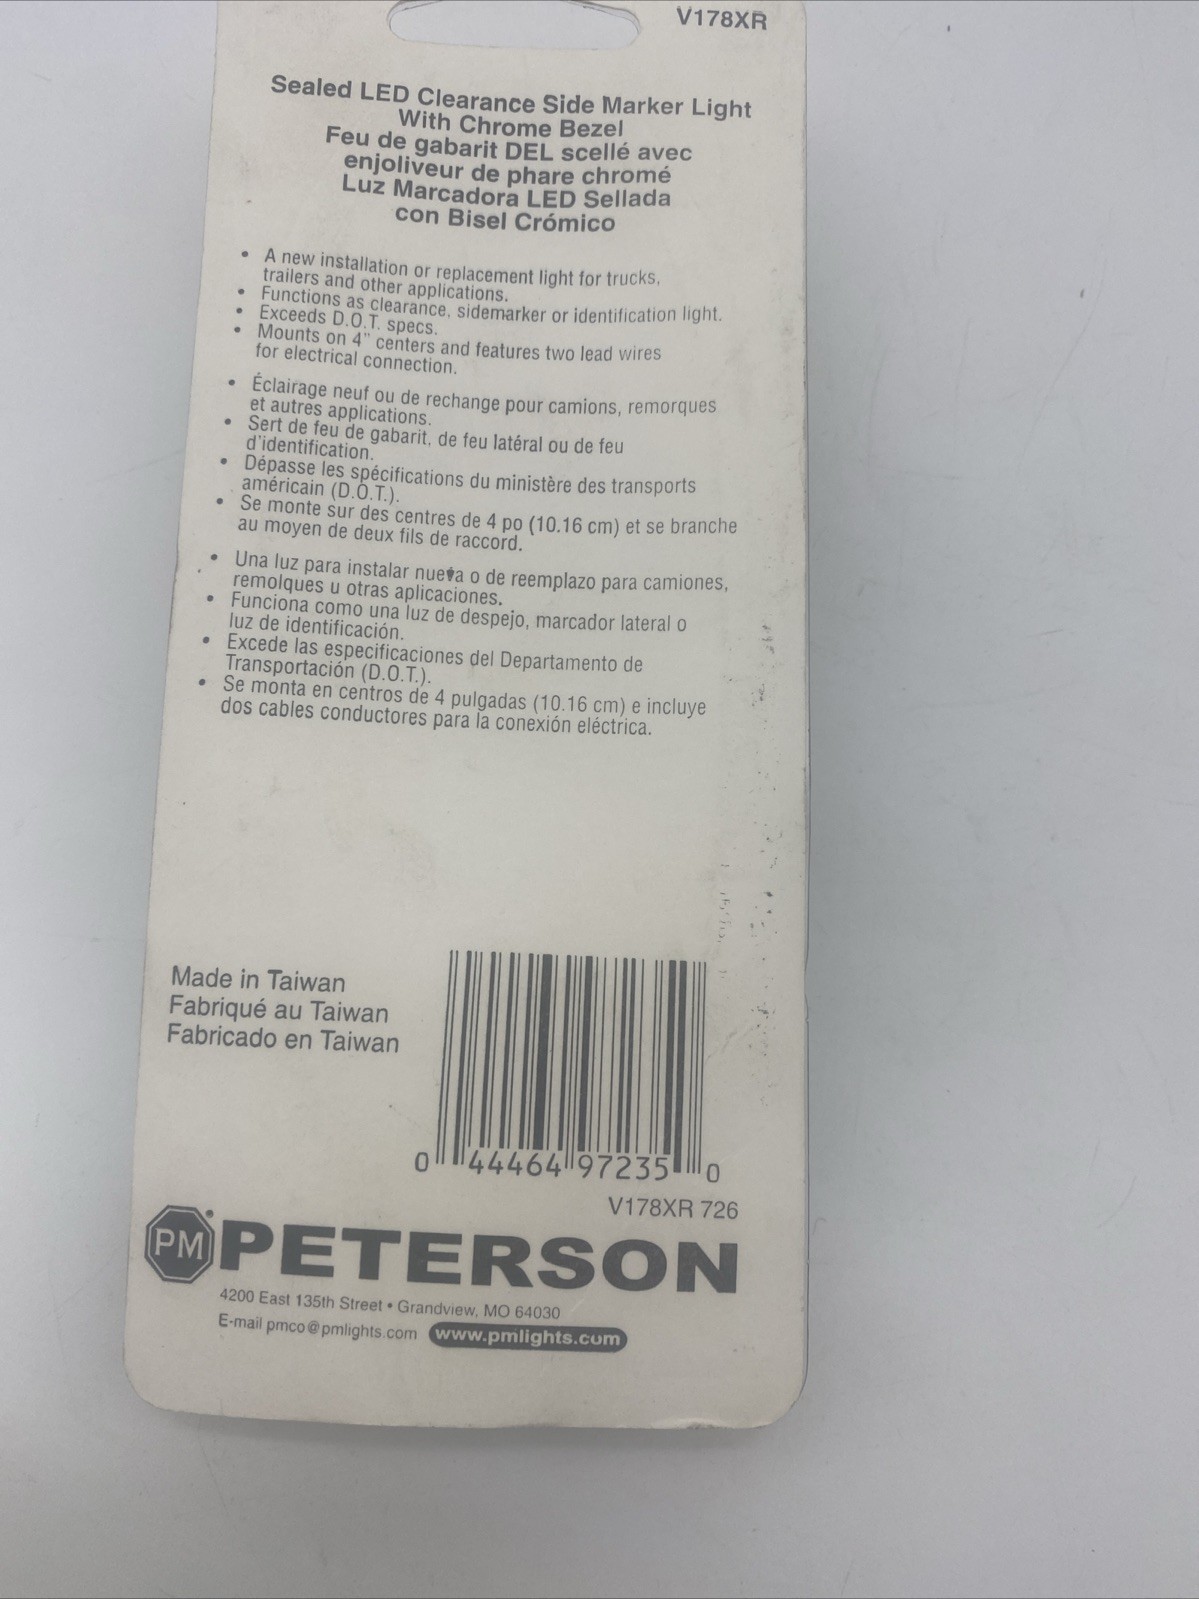 V178XR
Sealed LED Clearance Side Marker Light
With Chrome Bezel
Feu de gabarit DEL scellé avec
enjoliveur de phare chromé
Luz Marcadora LED Sellada
con Bisel Crómico
• A new installation or replacement light for trucks,
trailers and other applications.
• Functions as clearance, sidemarker or identification light.
• Exceeds D.O.T. specs.
• Mounts on 4" centers and features two lead wires
for electrical connection.
• Éclairage neuf ou de rechange pour camions, remorques
et autres applications.
• Sert de feu de gabarit, de feu latéral ou de feu
d'identification.
• Dépasse les spécifications du ministère des transports
américain (D.O.T.).
• Se monte sur des centres de 4 po (10.16 cm) et se branche
au moyen de deux fils de raccord.
• Una luz para instalar nueva o de reemplazo para camiones,
remolques u otras aplicaciones.
• Funciona como una luz de despejo, marcador lateral o
luz de identificación.
• Excede las especificaciones del Departamento de
Transportación (D.O.T.).
• Se monta en centros de 4 pulgadas (10.16 cm) e incluye
dos cables conductores para la conexión eléctrica.
Made in Taiwan
Fabriqué au Taiwan
Fabricado en Taiwan
0 44464 97235 0
V178XR 726
PM PETERSON
4200 East 135th Street • Grandview, MO 64030
E-mail pmco@pmlights.com www.pmlights.com